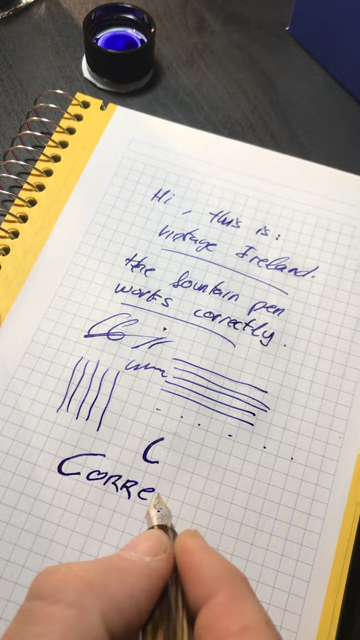 Hi, this is:
vintage Ireland.
the fountain pen
works correctly.
C
CORRe